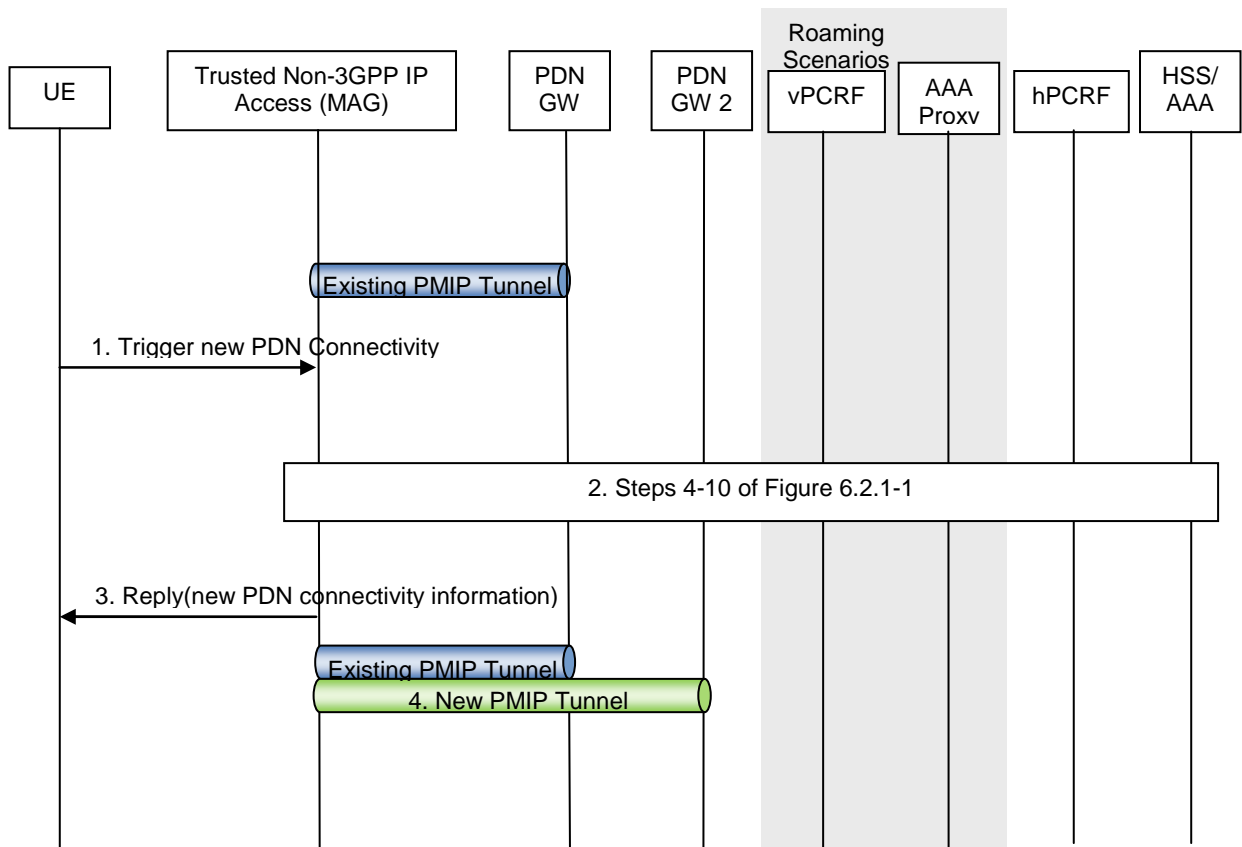 Roaming
Scenarios
UE
Trusted Non-3GPP IP
Access (MAG)
PDN
GW
PDN
GW 2
vPCRF
AAA
Proxy
hPCRF
HSS/
AAA
Existing PMIP Tunnel
1. Trigger new PDN Connectivity
2. Steps 4-10 of Figure 6.2.1-1
3. Reply(new PDN connectivity information)
Existing PMIP Tunnel
4. New PMIP Tunnel